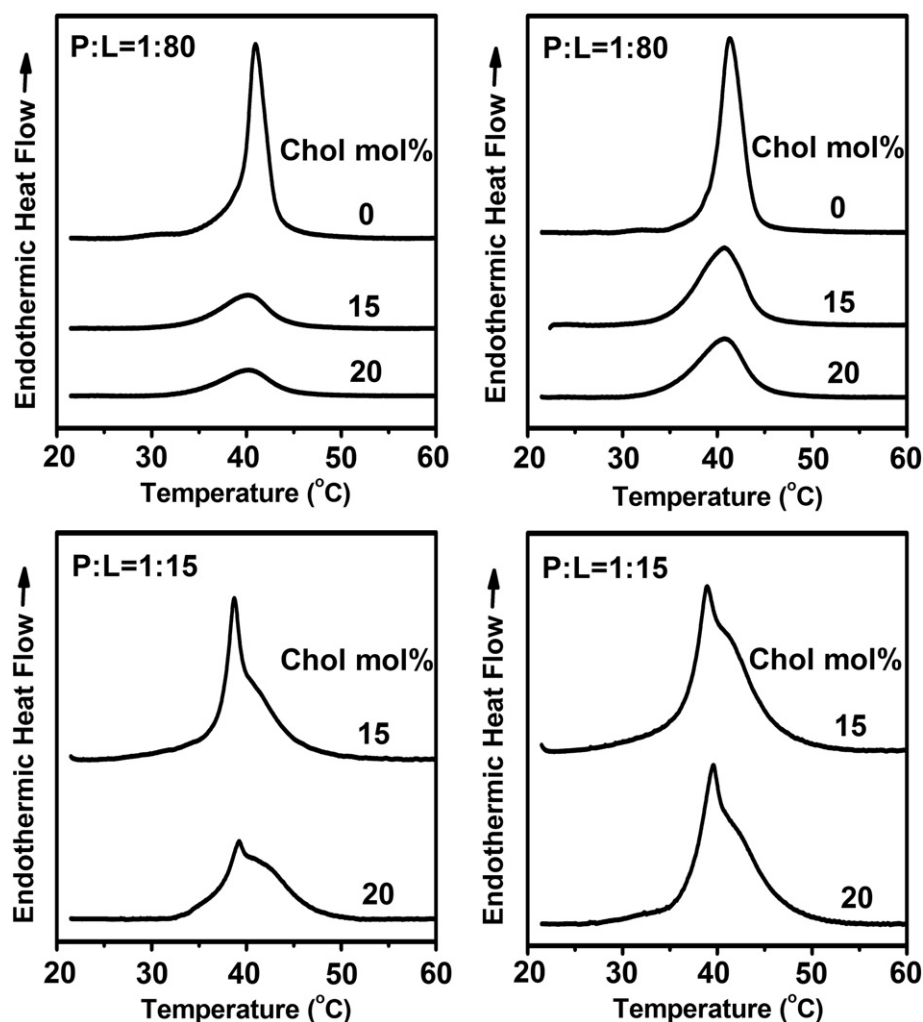 P:L=1:80
Endothermic Heat Flow
Chol mol%
0
15
20
20 30 40 50 60
Temperature (°C)
P:L=1:80
Endothermic Heat Flow
Chol mol%
0
15
20
20 30 40 50 60
Temperature (°C)
P:L=1:15
Endothermic Heat Flow
Chol mol%
15
20
20 30 40 50 60
Temperature (°C)
P:L=1:15
Endothermic Heat Flow
Chol mol%
15
20
20 30 40 50 60
Temperature (°C)